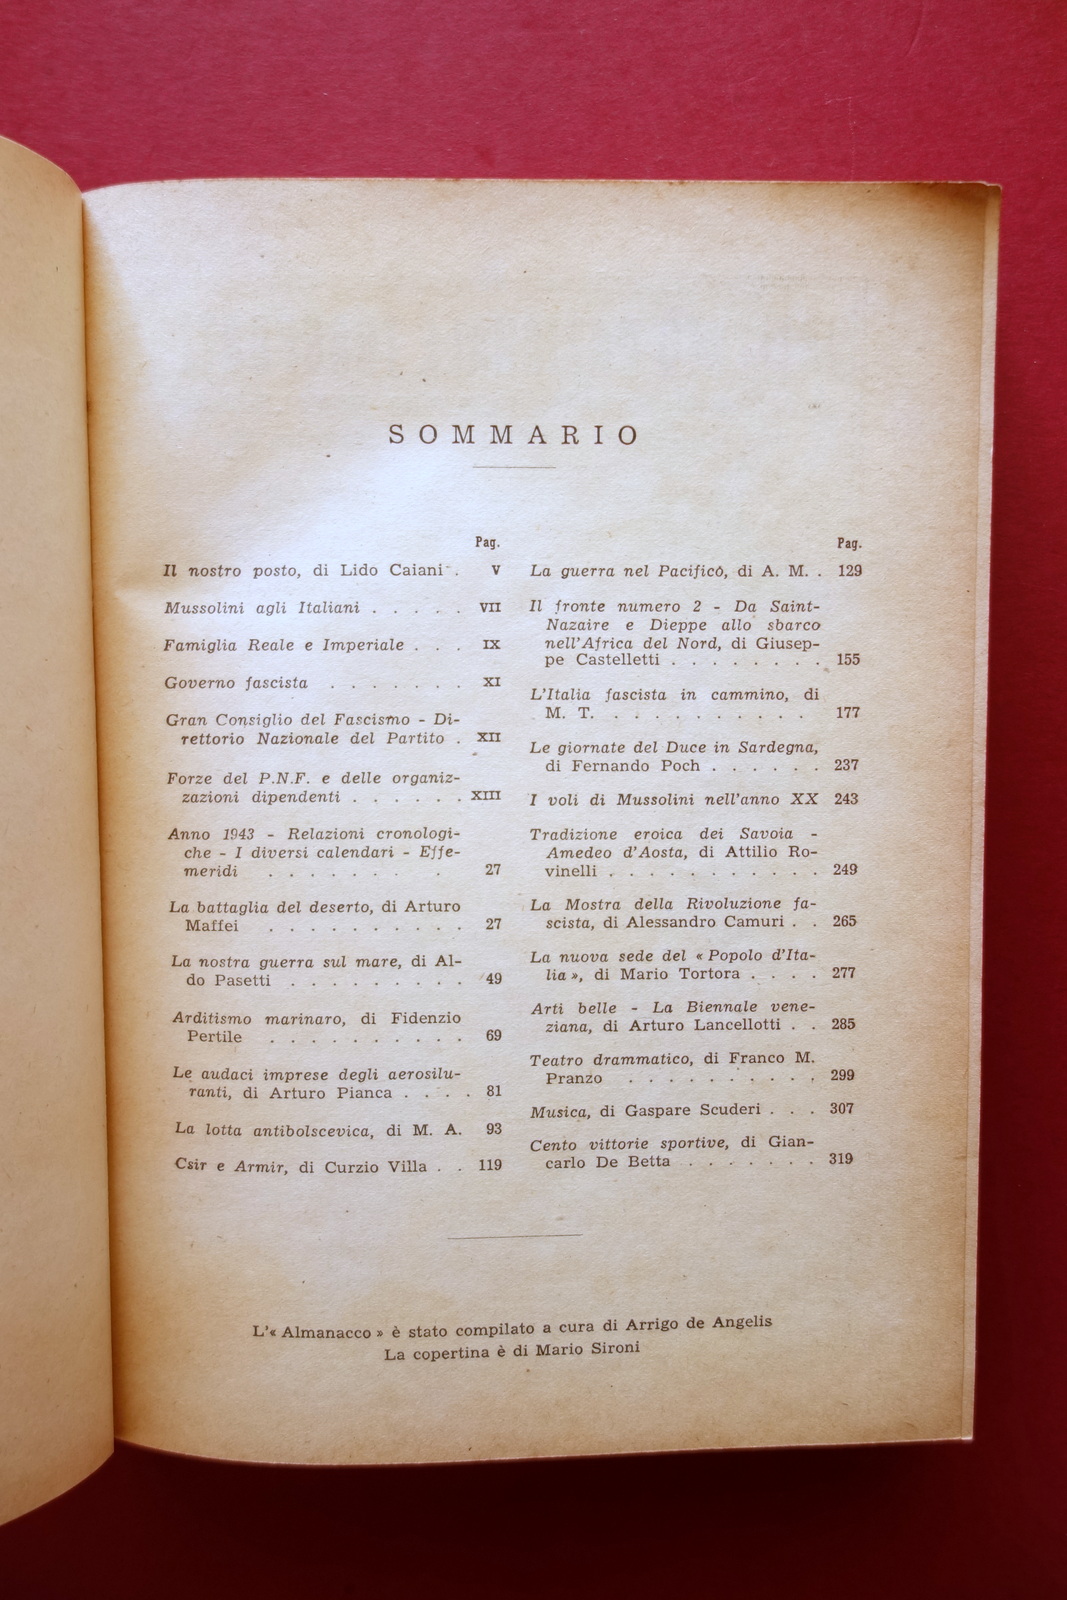 SOMMARIO
Pag.
Il nostro posto, di Lido Caiani . V
Mussolini agli Italiani . . . . . VII
Famiglia Reale e Imperiale . . . IX
Governo fascista . . . . . . . XI
Gran Consiglio del Fascismo - Di-
rettorio Nazionale del Partito . XII
Forze del P.N.F. e delle organiz-
zazioni dipendenti . . . . . . XIII
Anno 1943 - Relazioni cronologi-
che - I diversi calendari - Effe-
meridi . . . . . . . 27
La battaglia del deserto, di Arturo
Maffei . . . . . . . . . . 27
La nostra guerra sul mare, di Al-
do Pasetti . . . . . . . . . 49
Arditismo marinaro, di Fidenzio
Pertile . . . . . . . . . . 69
Le audaci imprese degli aerosilu-
ranti, di Arturo Pianca . . . . 81
La lotta antibolscevica, di M. A. 93
Csir e Armir, di Curzio Villa . . 119
Pag.
La guerra nel Pacifico, di A. M. . 129
Il fronte numero 2 - Da Saint-
Nazaire e Dieppe allo sbarco
nell'Africa del Nord, di Giusep-
pe Castelletti . . . . . . . . 155
L'Italia fascista in cammino, di
M. T. . . . . . . . . . . . 177
Le giornate del Duce in Sardegna,
di Fernando Poch . . . . . . 237
I voli di Mussolini nell'anno XX 243
Tradizione eroica dei Savoia -
Amedeo d'Aosta, di Attilio Ro-
vinelli . . . . . . . . . . . 249
La Mostra della Rivoluzione fa-
scista, di Alessandro Camuri . . 265
La nuova sede del « Popolo d'Ita-
lia », di Mario Tortora . . . . 277
Arti belle - La Biennale vene-
ziana, di Arturo Lancellotti . . 285
Teatro drammatico, di Franco M.
Pranzo . . . . . . . . . . 299
Musica, di Gaspare Scuderi . . . 307
Cento vittorie sportive, di Gian-
carlo De Betta . . . . . . . 319
L'« Almanacco » è stato compilato a cura di Arrigo de Angelis
La copertina è di Mario Sironi